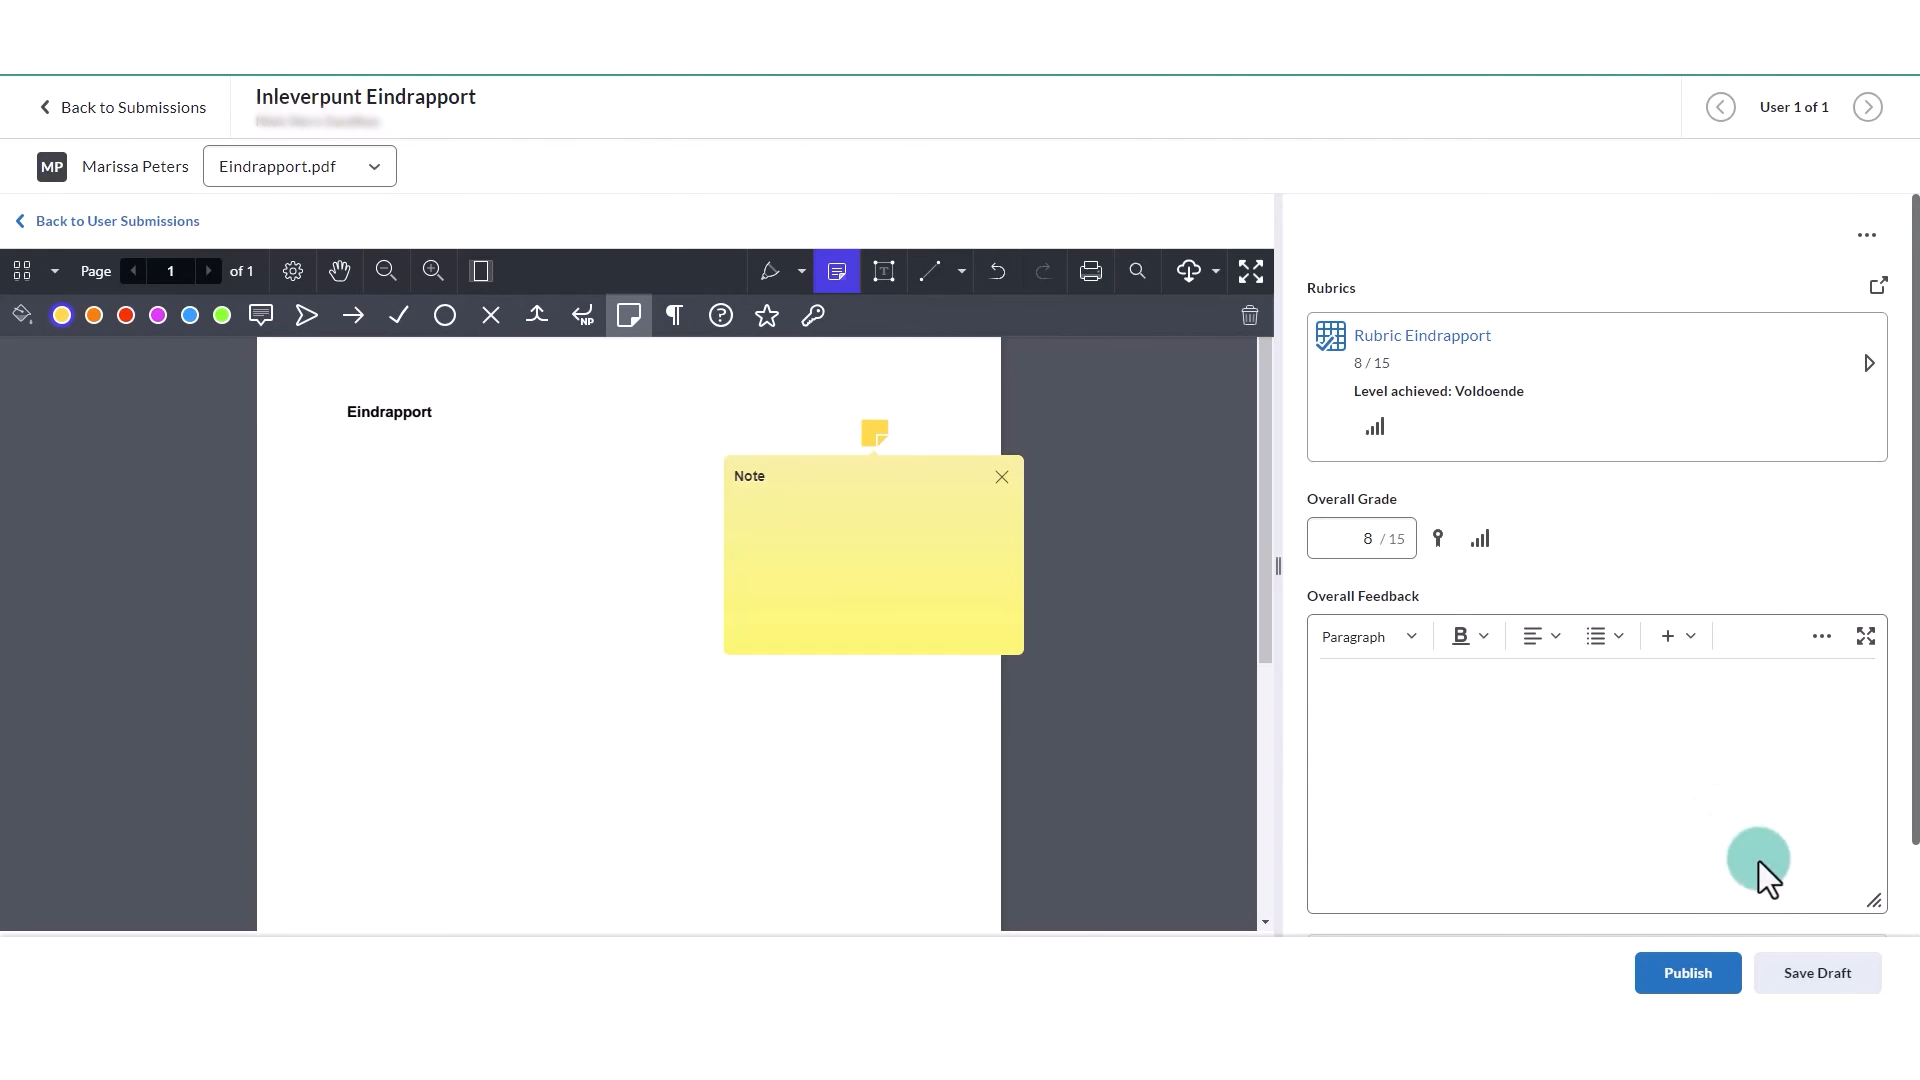 Back to Submissions
Inleverpunt Eindrapport
User 1 of 1
MP Marissa Peters Eindrapport.pdf
Back to User Submissions
Page 1 of 1
T
NP
Rubrics
Rubric Eindrapport
8 / 15
Level achieved: Voldoende
Eindrapport
Note
Overall Grade
8 / 15
Overall Feedback
Paragraph B
Publish Save Draft